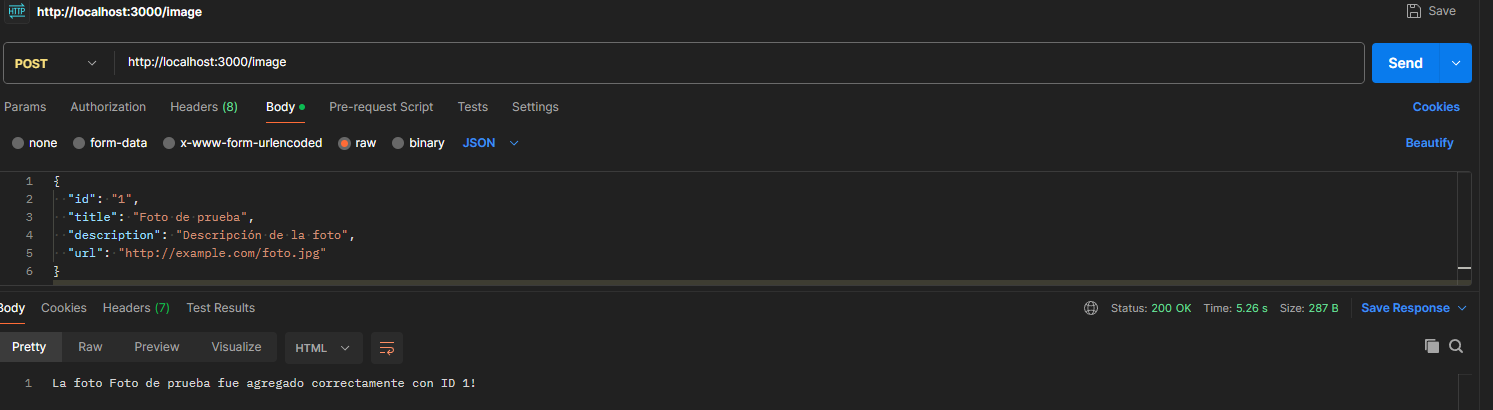 HTTP http://localhost:3000/image Save
POST http://localhost:3000/image Send
Params Authorization Headers (8) Body Pre-request Script Tests Settings Cookies
none form-data x-www-form-urlencoded raw binary JSON Beautify
1 {
2 "id": "1",
3 "title": "Foto de prueba",
4 "description": "Descripción de la foto",
5 "url": "http://example.com/foto.jpg"
6 }
Body Cookies Headers (7) Test Results Status: 200 OK Time: 5.26 s Size: 287 B Save Response
Pretty Raw Preview Visualize HTML
1 La foto Foto de prueba fue agregado correctamente con ID 1!